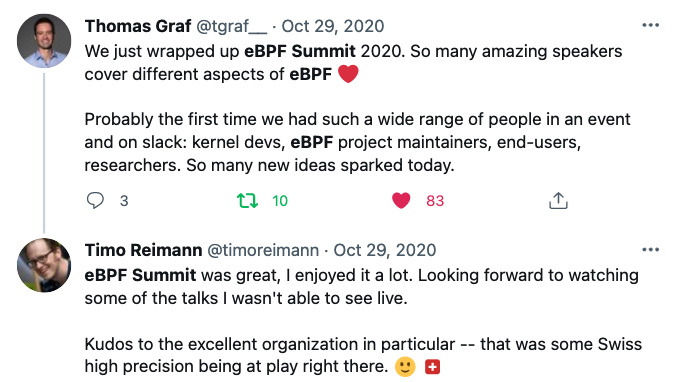 Thomas Graf @tgraf__ · Oct 29, 2020
We just wrapped up eBPF Summit 2020. So many amazing speakers
cover different aspects of eBPF ❤️
Probably the first time we had such a wide range of people in an event
and on slack: kernel devs, eBPF project maintainers, end-users,
researchers. So many new ideas sparked today.
3 10 83
Timo Reimann @timoreimann · Oct 29, 2020
eBPF Summit was great, I enjoyed it a lot. Looking forward to watching
some of the talks I wasn't able to see live.
Kudos to the excellent organization in particular -- that was some Swiss
high precision being at play right there. 🙂 🇨🇭